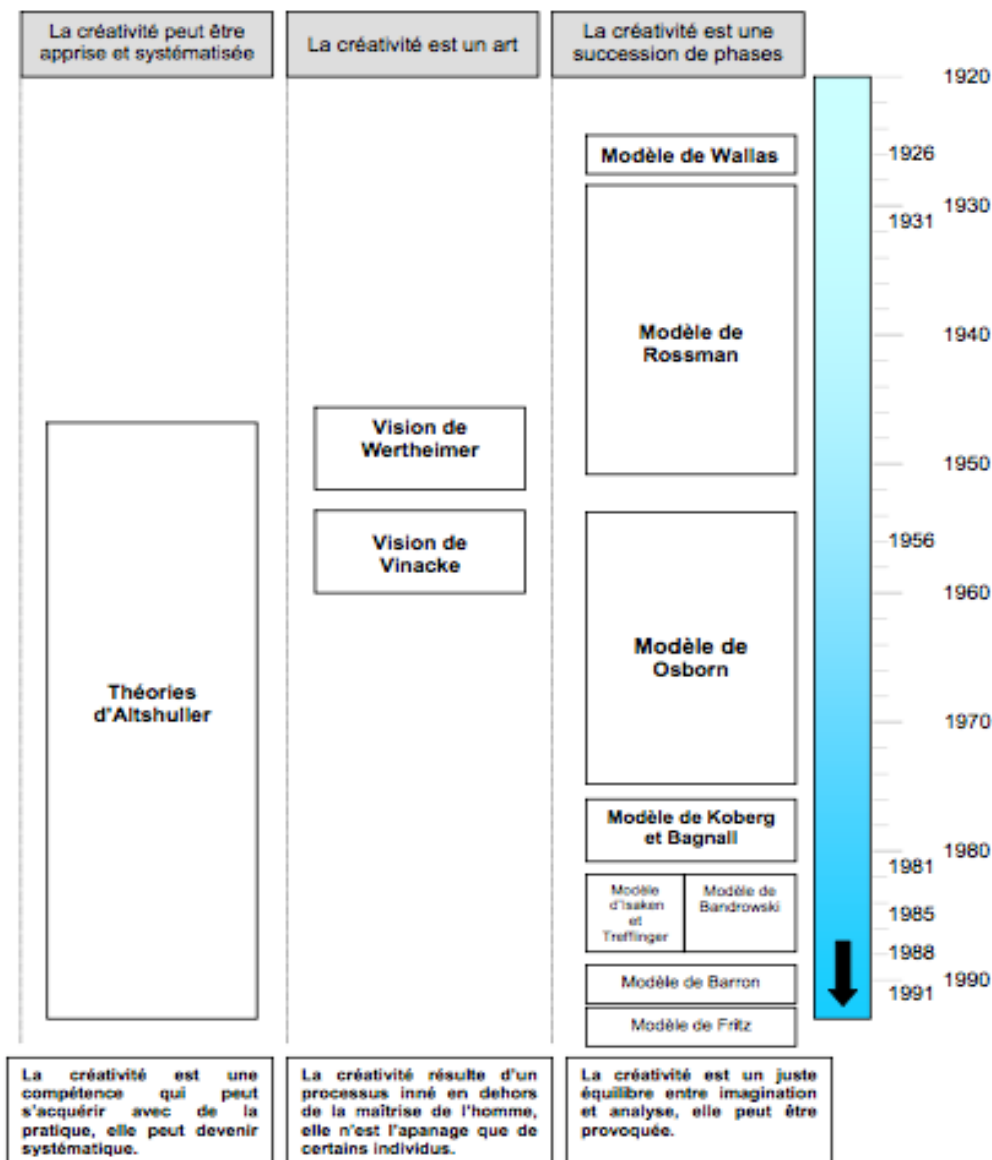 La créativité peut être
apprise et systématisée
La créativité est un art
La créativité est une
succession de phases
1920
Modèle de Wallas
1926
1930
1931
Modèle de
Rossman
1940
Vision de
Wertheimer
1950
Vision de
Vinacke
1956
1960
Modèle de
Osborn
Théories
d'Altshuller
1970
Modèle de Koberg
et Bagnall
1980
1981
Modèle
d'Isaken
et
Treffinger
Modèle de
Bandrowski
1985
1988
Modèle de Barron
1990
1991
Modèle de Fritz
La créativité est une
compétence qui peut
s'acquérir avec de la
pratique, elle peut devenir
systématique.
La créativité résulte d'un
processus inné en dehors
de la maîtrise de l'homme,
elle n'est l'apanage que de
certains individus.
La créativité est un juste
équilibre entre imagination
et analyse, elle peut être
provoquée.